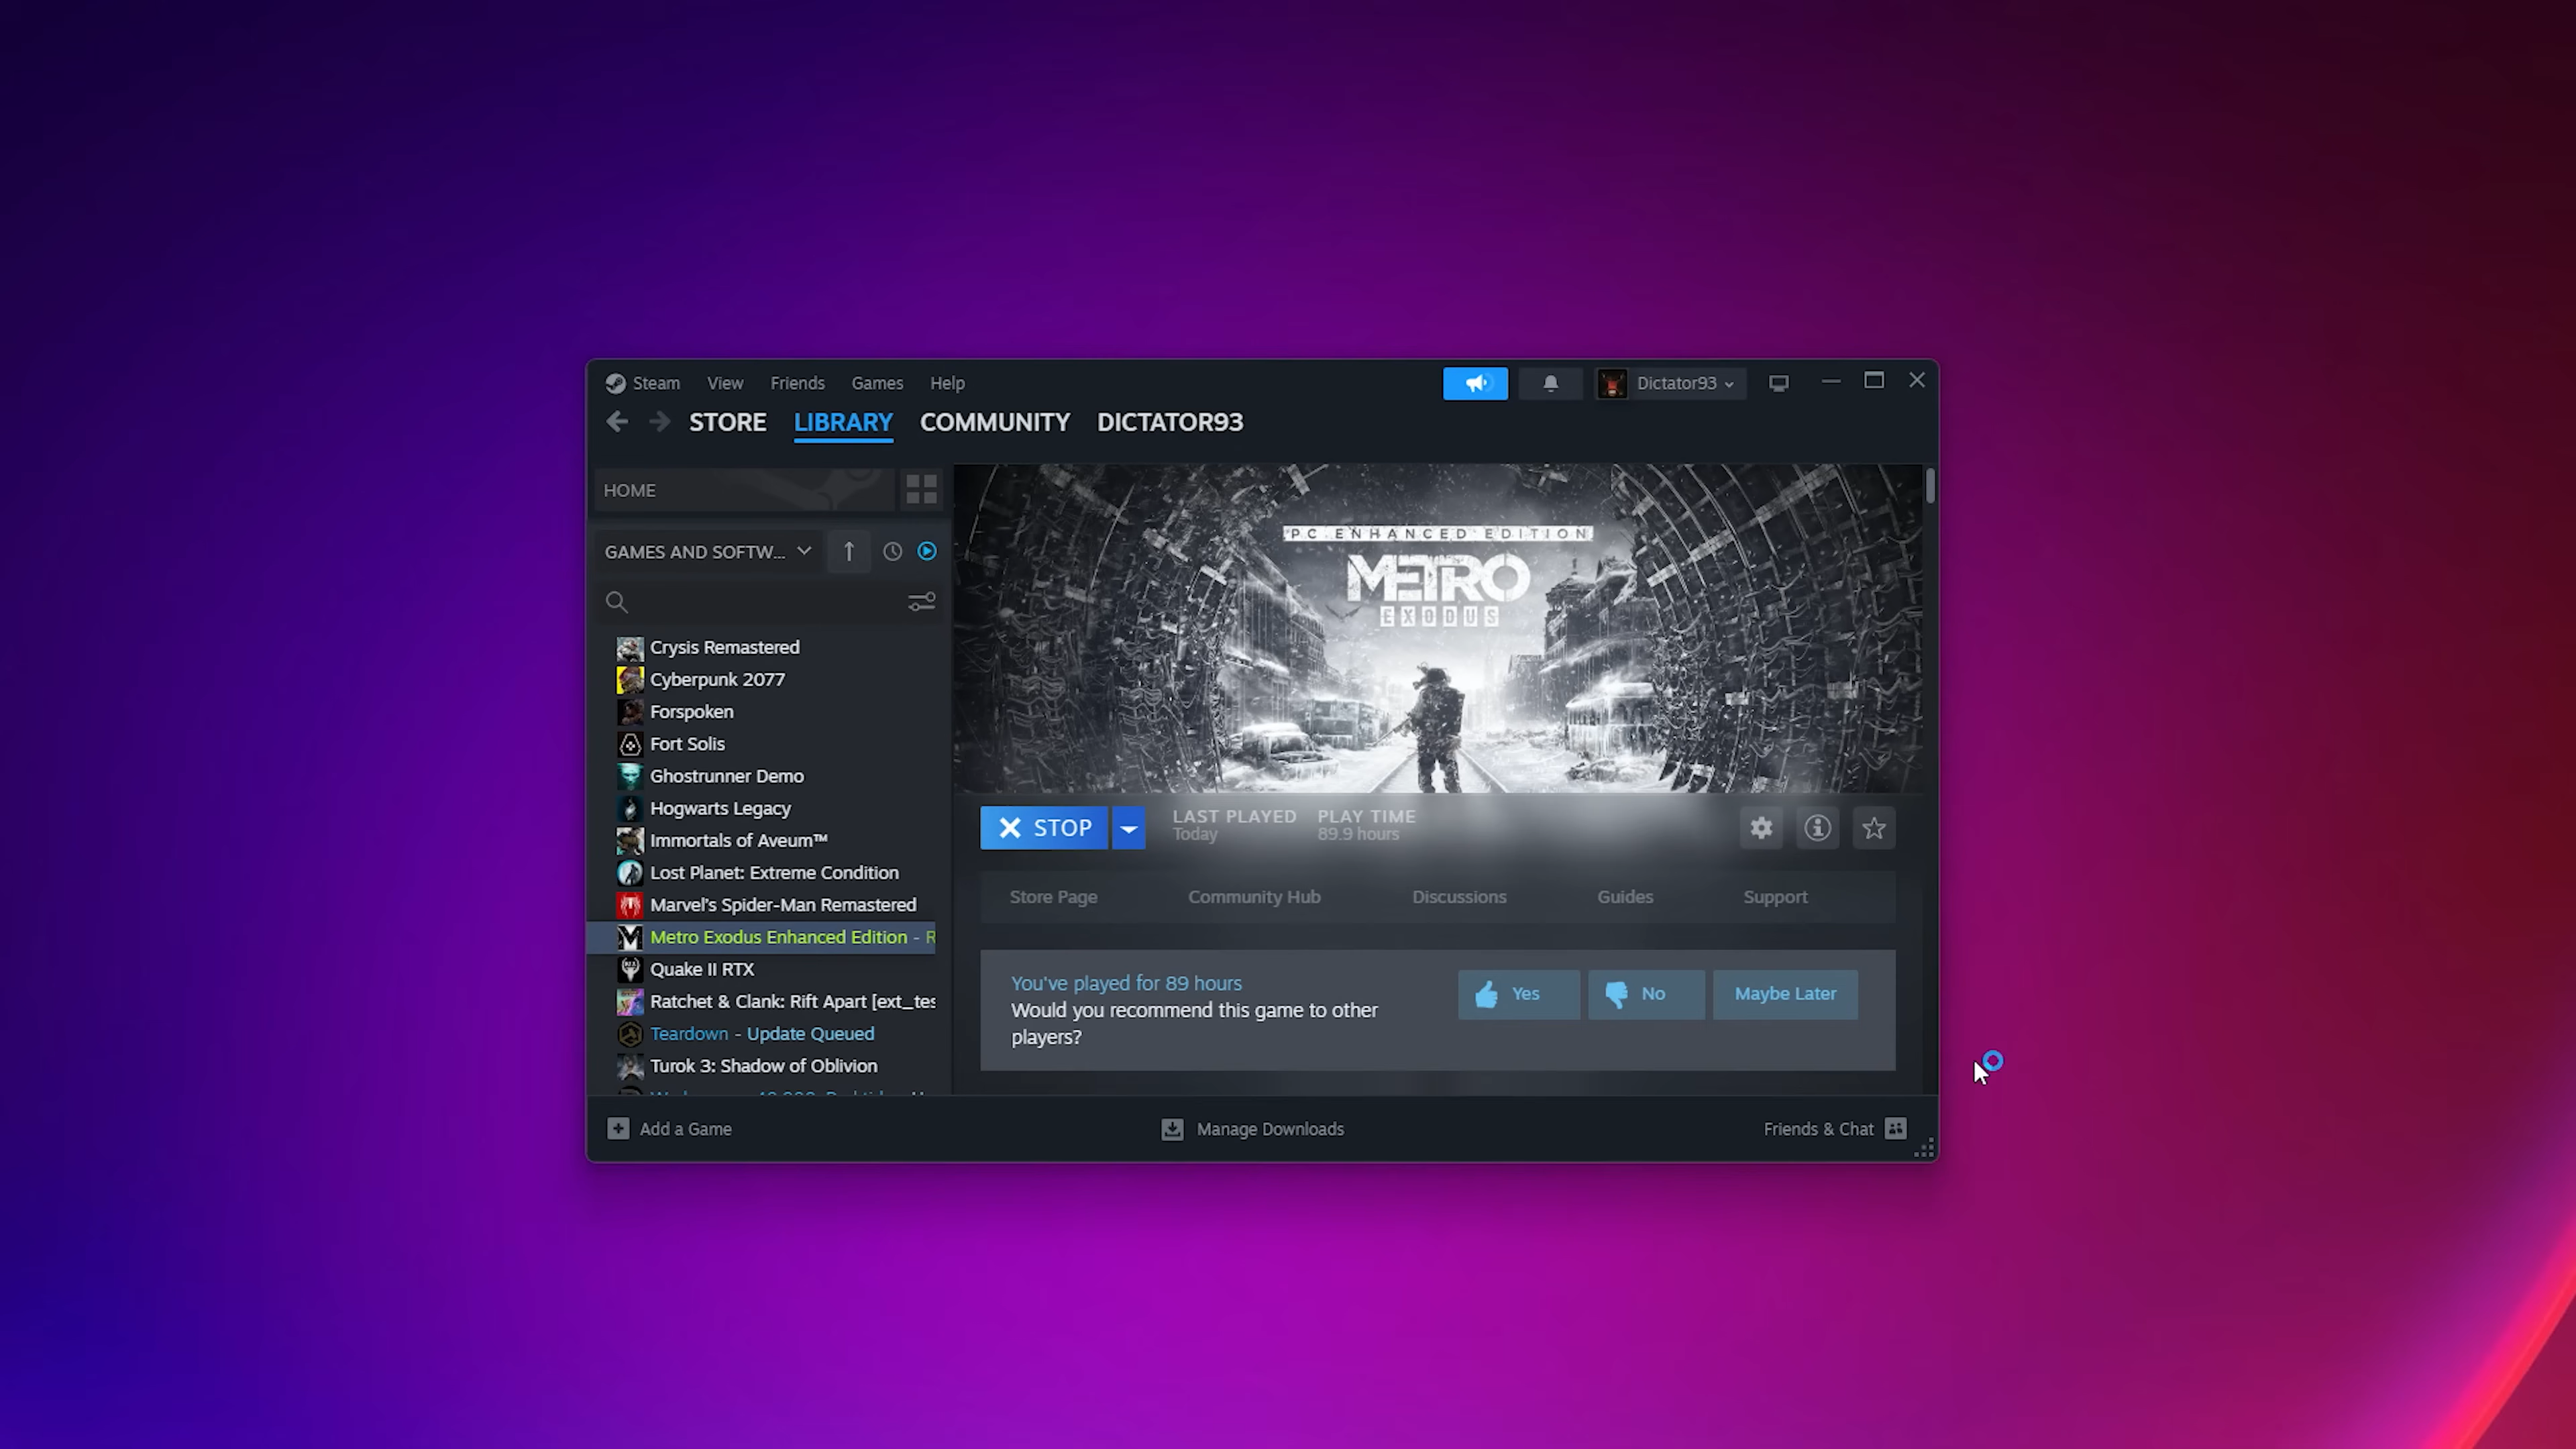 Steam View Friends Games Help Dictator93
STORE LIBRARY COMMUNITY DICTATOR93
HOME
GAMES AND SOFTW...
Crysis Remastered
Cyberpunk 2077
Forspoken
Fort Solis
Ghostrunner Demo
Hogwarts Legacy
Immortals of Aveum™
Lost Planet: Extreme Condition
Marvel's Spider-Man Remastered
Metro Exodus Enhanced Edition - R
Quake II RTX
Ratchet & Clank: Rift Apart [ext_tes
Teardown - Update Queued
Turok 3: Shadow of Oblivion
PC ENHANCED EDITION
METRO
EXODUS
STOP
LAST PLAYED
Today
PLAY TIME
89.9 hours
Store Page Community Hub Discussions Guides Support
You've played for 89 hours
Would you recommend this game to other
players?
Yes No Maybe Later
Add a Game Manage Downloads Friends & Chat